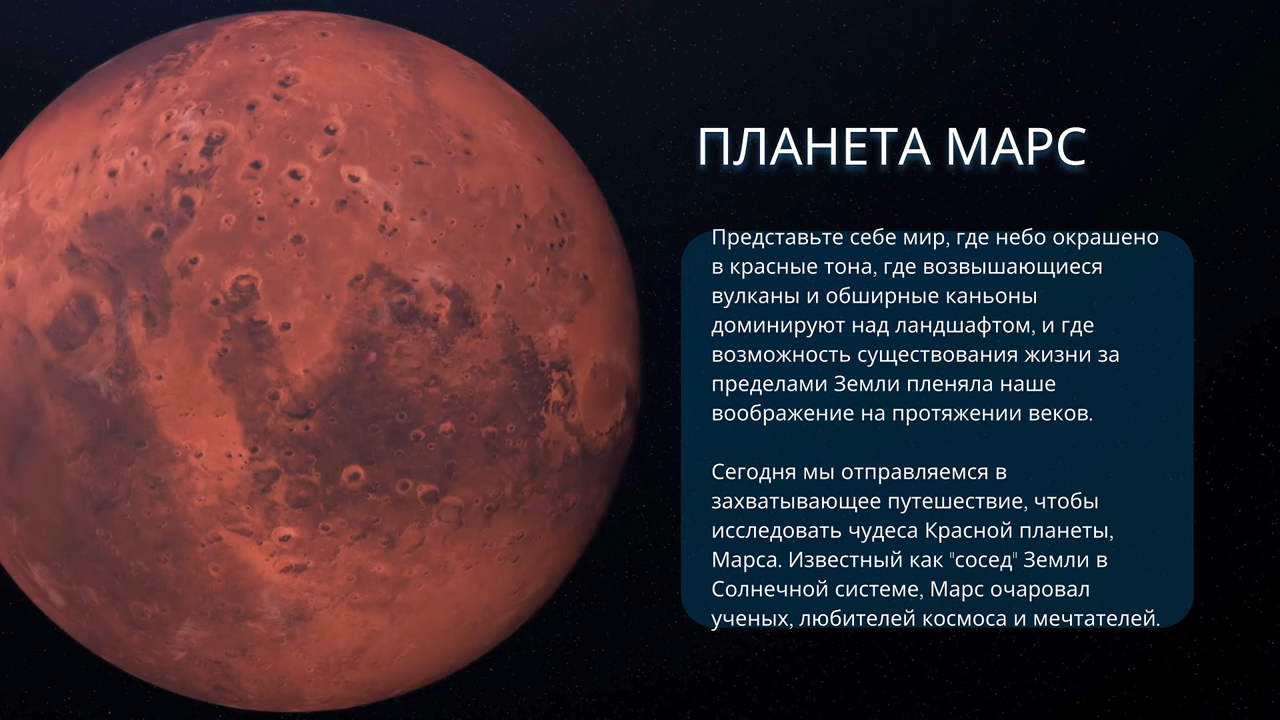 ПЛАНЕТА МАРС
Представьте себе мир, где небо окрашено
в красные тона, где возвышающиеся
вулканы и обширные каньоны
доминируют над ландшафтом, и где
возможность существования жизни за
пределами Земли пленяла наше
воображение на протяжении веков.
Сегодня мы отправляемся в
захватывающее путешествие, чтобы
исследовать чудеса Красной планеты,
Марса. Известный как "сосед" Земли в
Солнечной системе, Марс очаровал
ученых, любителей космоса и мечтателей.